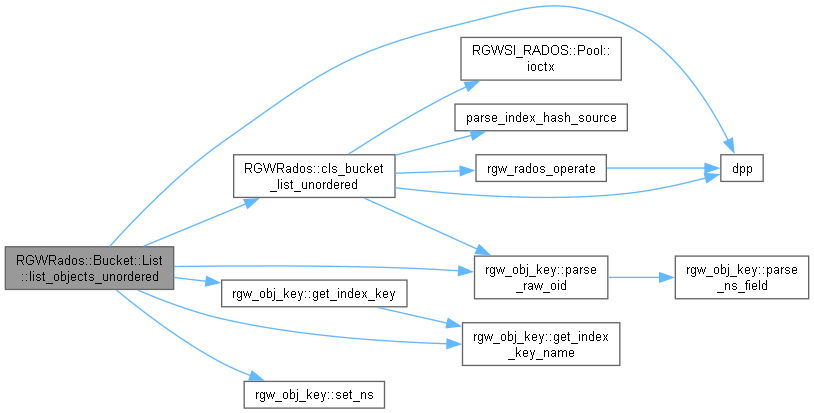 RGWSI_RADOS::Pool::
ioctx
parse_index_hash_source
RGWRados::cls_bucket
_list_unordered
rgw_rados_operate
dpp
RGWRados::Bucket::List
::list_objects_unordered
rgw_obj_key::parse
_raw_oid
rgw_obj_key::parse
_ns_field
rgw_obj_key::get_index_key
rgw_obj_key::get_index
_key_name
rgw_obj_key::set_ns